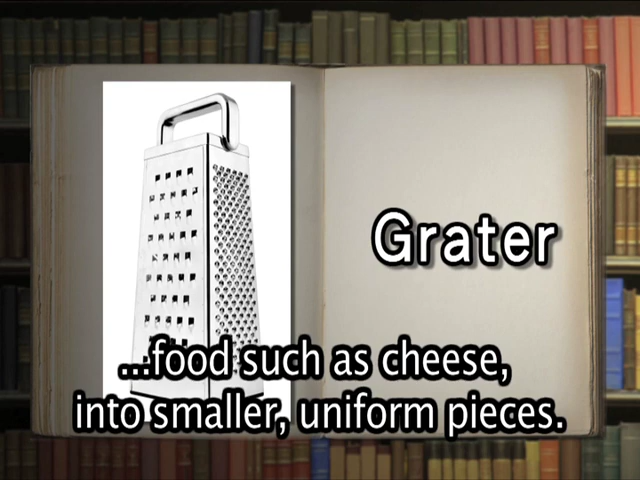 Grater
...food such as cheese,
into smaller, uniform pieces.